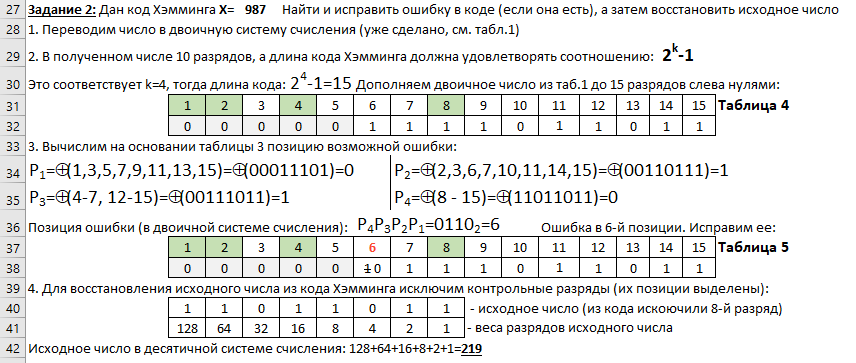 27 Задание 2: Дан код Хэмминга X= 987 Найти и исправить ошибку в коде (если она есть), а затем восстановить исходное число
28 1. Переводим число в двоичную систему счисления (уже сделано, см. табл.1)
29 2. В полученном числе 10 разрядов, а длина кода Хэмминга должна удовлетворять соотношению: 2^k-1
30 Это соответствует k=4, тогда длина кода: 2^4-1=15 Дополняем двоичное число из таб.1 до 15 разрядов слева нулями:
31 1 2 3 4 5 6 7 8 9 10 11 12 13 14 15 Таблица 4
32 0 0 0 0 0 1 1 1 1 0 1 1 0 1 1
33 3. Вычислим на основании таблицы 3 позицию возможной ошибки:
34 P₁=⊕(1,3,5,7,9,11,13,15)=⊕(00011101)=0 P₂=⊕(2,3,6,7,10,11,14,15)=⊕(00110111)=1
35 P₃=⊕(4-7, 12-15)=⊕(00111011)=1 P₄=⊕(8 - 15)=⊕(11011011)=0
36 Позиция ошибки (в двоичной системе счисления): P₄P₃P₂P₁=0110₂=6 Ошибка в 6-й позиции. Исправим ее:
37 1 2 3 4 5 6 7 8 9 10 11 12 13 14 15 Таблица 5
38 0 0 0 0 0 1 0 1 1 1 0 1 1 0 1 1
39 4. Для восстановления исходного числа из кода Хэмминга исключим контрольные разряды (их позиции выделены):
40 1 1 0 1 1 0 1 1 - исходное число (из кода искоючили 8-й разряд)
41 128 64 32 16 8 4 2 1 - веса разрядов исходного числа
42 Исходное число в десятичной системе счисления: 128+64+16+8+2+1=219